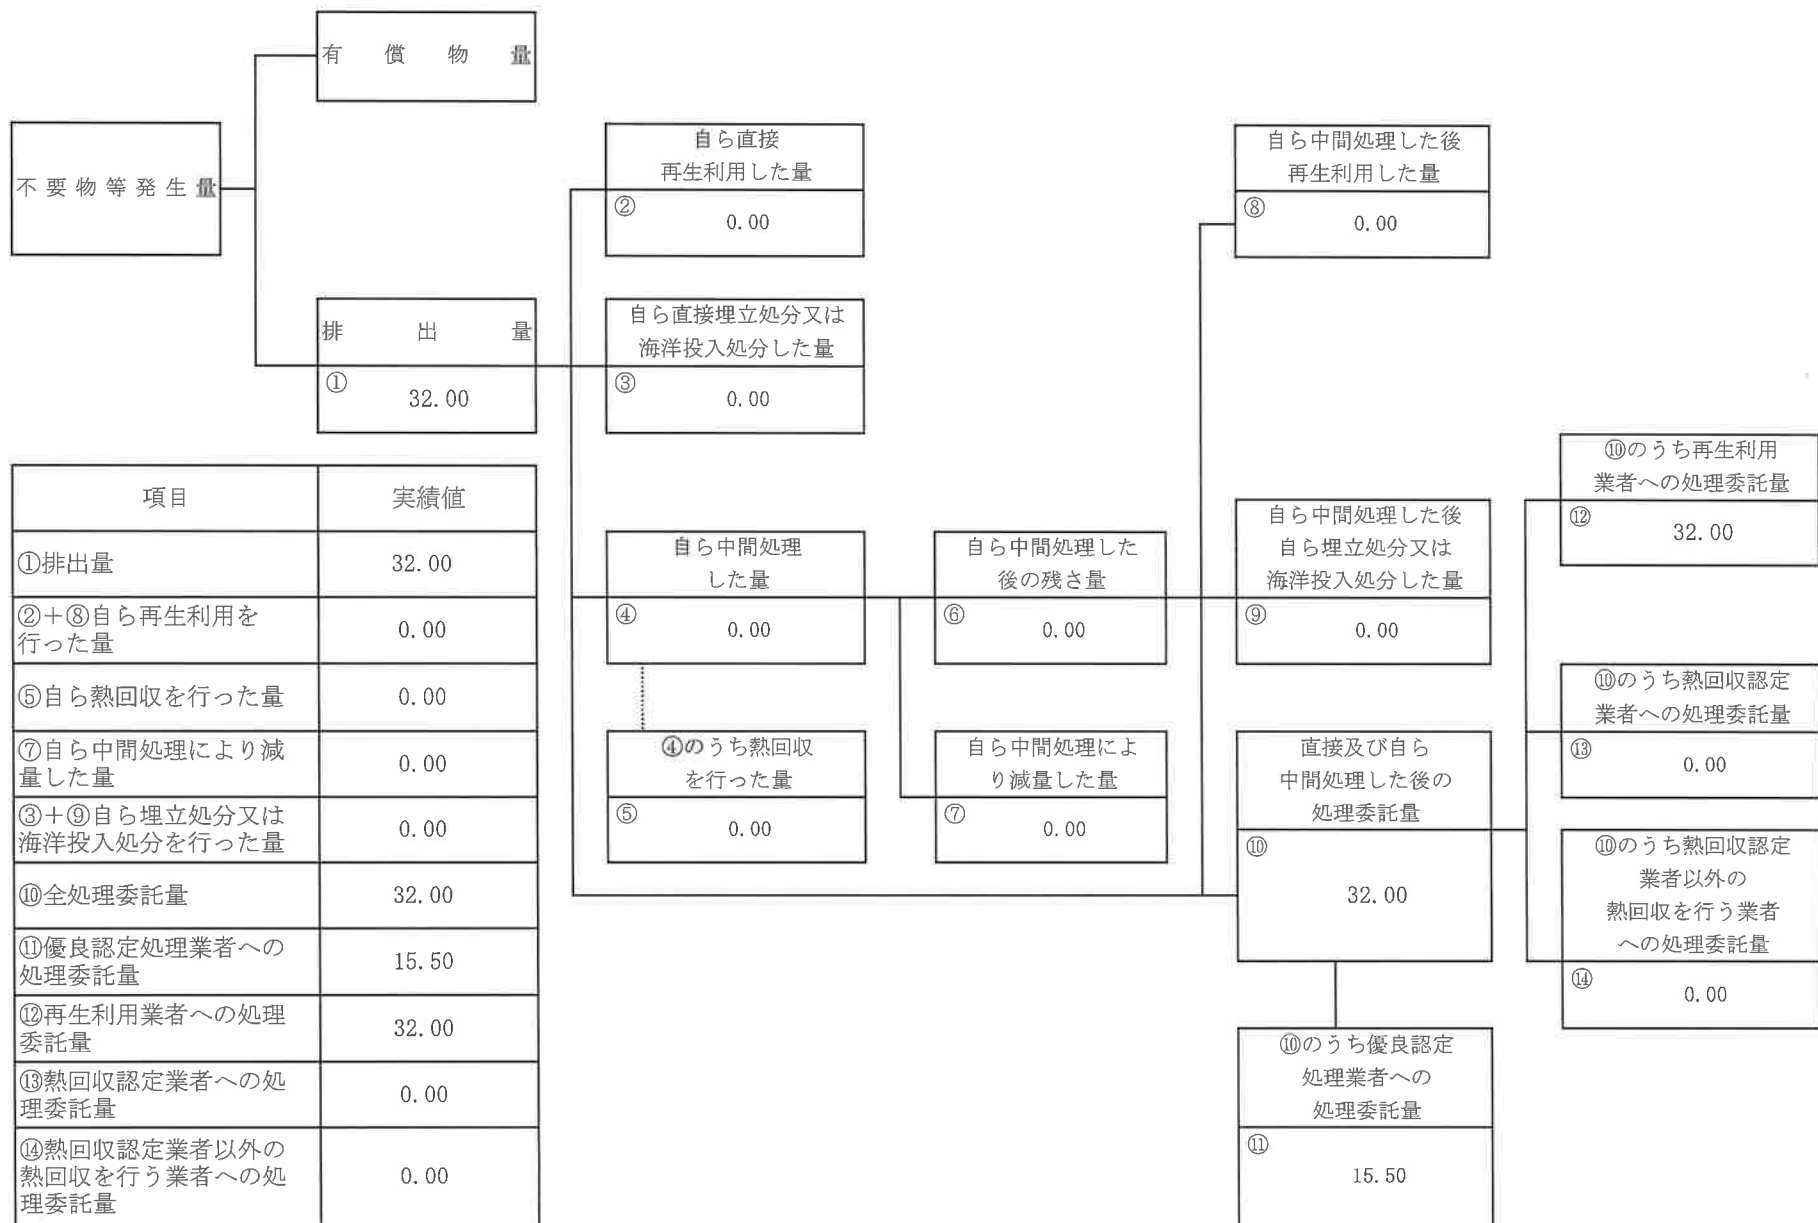 有償物量
不要物等発生量
自ら直接
再生利用した量
②
0.00
自ら中間処理した後
再生利用した量
⑧
0.00
排出量
①
32.00
自ら直接埋立処分又は
海洋投入処分した量
③
0.00
項目 実績値
①排出量 32.00
②＋⑧自ら再生利用を
行った量
0.00
⑤自ら熱回収を行った量 0.00
⑦自ら中間処理により減
量した量
0.00
③＋⑨自ら埋立処分又は
海洋投入処分を行った量
0.00
⑩全処理委託量 32.00
⑪優良認定処理業者への
処理委託量
15.50
⑫再生利用業者への処理
委託量
32.00
⑬熱回収認定業者への処
理委託量
0.00
⑭熱回収認定業者以外の
熱回収を行う業者への処
理委託量
0.00
自ら中間処理
した量
④
0.00
自ら中間処理した
後の残さ量
⑥
0.00
自ら中間処理した後
自ら埋立処分又は
海洋投入処分した量
⑨
0.00
④のうち熱回収
を行った量
⑤
0.00
自ら中間処理によ
り減量した量
⑦
0.00
直接及び自ら
中間処理した後の
処理委託量
⑩
32.00
⑩のうち優良認定
処理業者への
処理委託量
⑪
15.50
⑩のうち再生利用
業者への処理委託量
⑫
32.00
⑩のうち熱回収認定
業者への処理委託量
⑬
0.00
⑩のうち熱回収認定
業者以外の
熱回収を行う業者
への処理委託量
⑭
0.00